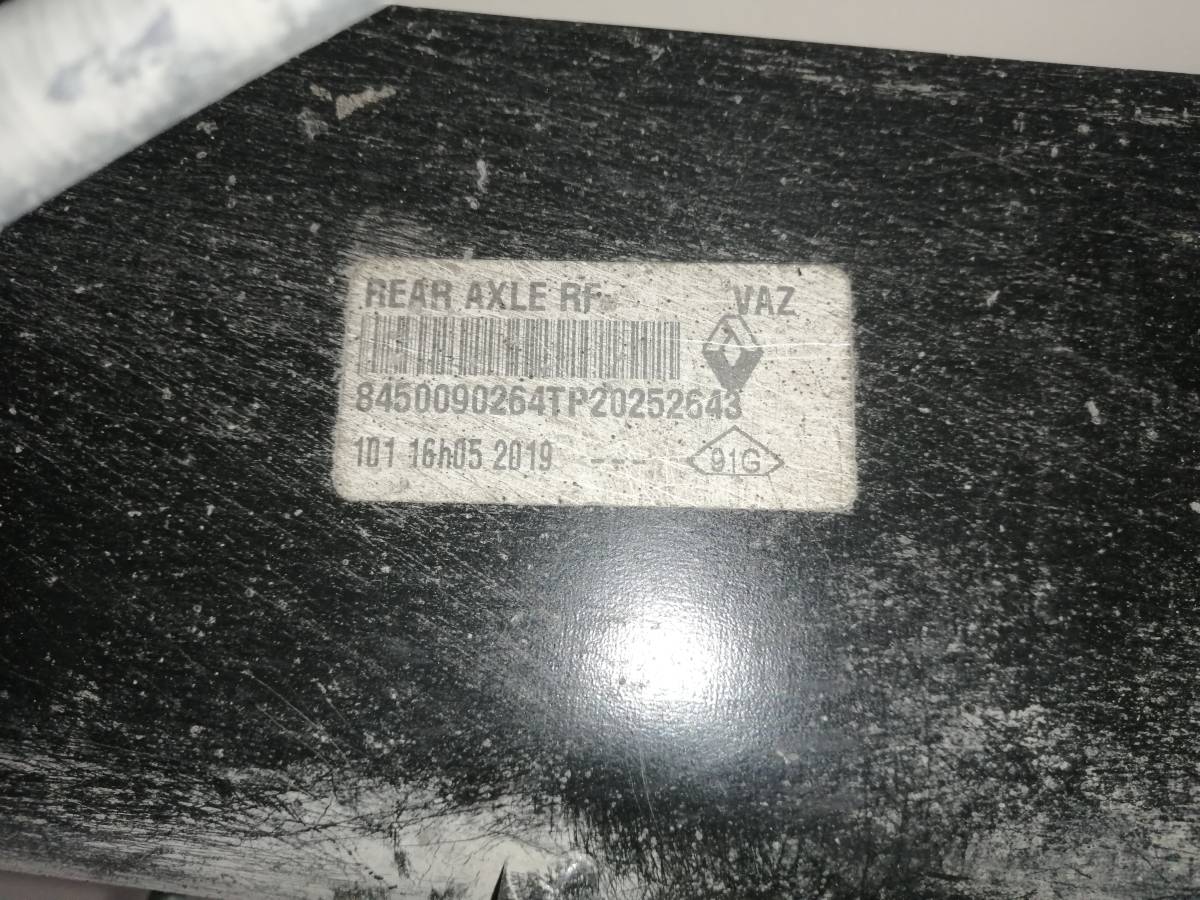 REAR AXLE RF VAZ
8450090264TP20252643
101 16h05 2019 ---
91G